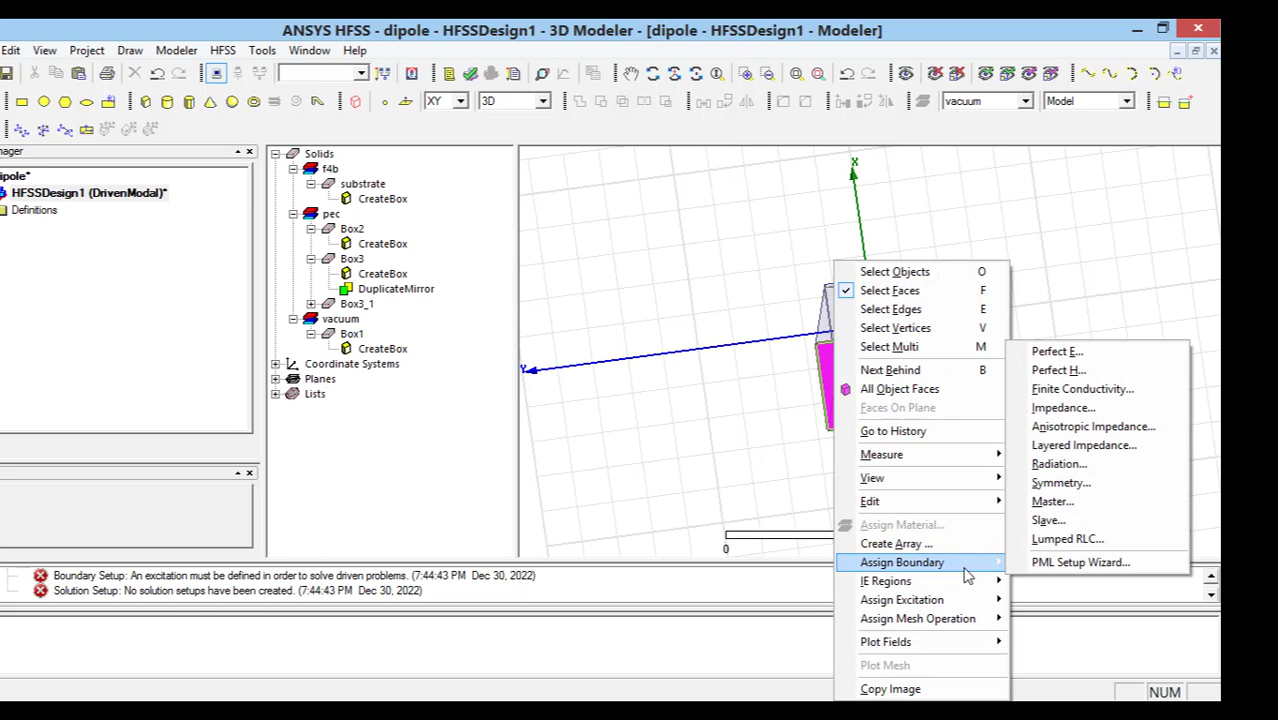 ANSYS HFSS - dipole - HFSSDesign1 - 3D Modeler - [dipole - HFSSDesign1 - Modeler]
Edit View Project Draw Modeler HFSS Tools Window Help
XY 3D vacuum Model
nager
dipole*
HFSSDesign1 (DrivenModal)*
Definitions
Solids
f4b
substrate
CreateBox
pec
Box2
CreateBox
Box3
CreateBox
DuplicateMirror
Box3_1
vacuum
Box1
CreateBox
Coordinate Systems
Planes
Lists
X
Y
0
Select Objects O
Select Faces F
Select Edges E
Select Vertices V
Select Multi M
Next Behind B
All Object Faces
Faces On Plane
Go to History
Measure
View
Edit
Assign Material...
Create Array ...
Assign Boundary
IE Regions
Assign Excitation
Assign Mesh Operation
Plot Fields
Plot Mesh
Copy Image
Perfect E...
Perfect H...
Finite Conductivity...
Impedance...
Anisotropic Impedance...
Layered Impedance...
Radiation...
Symmetry...
Master...
Slave...
Lumped RLC...
PML Setup Wizard...
Boundary Setup: An excitation must be defined in order to solve driven problems. (7:44:43 PM Dec 30, 2022)
Solution Setup: No solution setups have been created. (7:44:43 PM Dec 30, 2022)
NUM